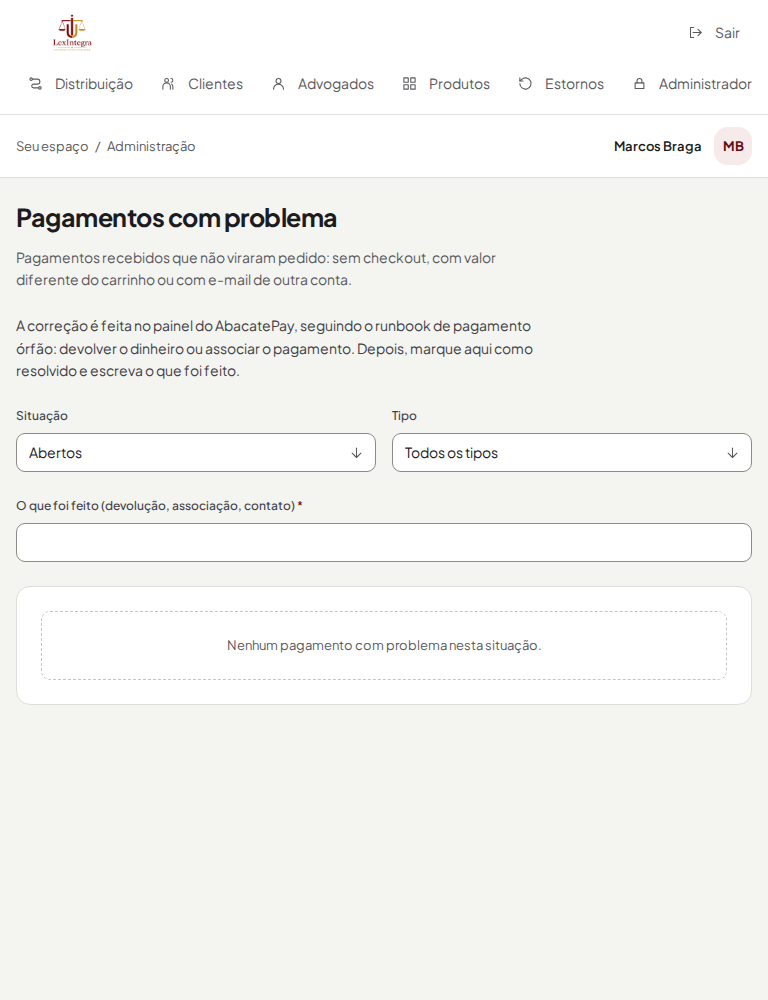 LexIntegra
Sair
Distribuição
Clientes
Advogados
Produtos
Estornos
Administrador
Seu espaço / Administração
Marcos Braga
MB
Pagamentos com problema
Pagamentos recebidos que não viraram pedido: sem checkout, com valor
diferente do carrinho ou com e-mail de outra conta.
A correção é feita no painel do AbacatePay, seguindo o runbook de pagamento
órfão: devolver o dinheiro ou associar o pagamento. Depois, marque aqui como
resolvido e escreva o que foi feito.
Situação
Tipo
Abertos
Todos os tipos
O que foi feito (devolução, associação, contato) *
Nenhum pagamento com problema nesta situação.